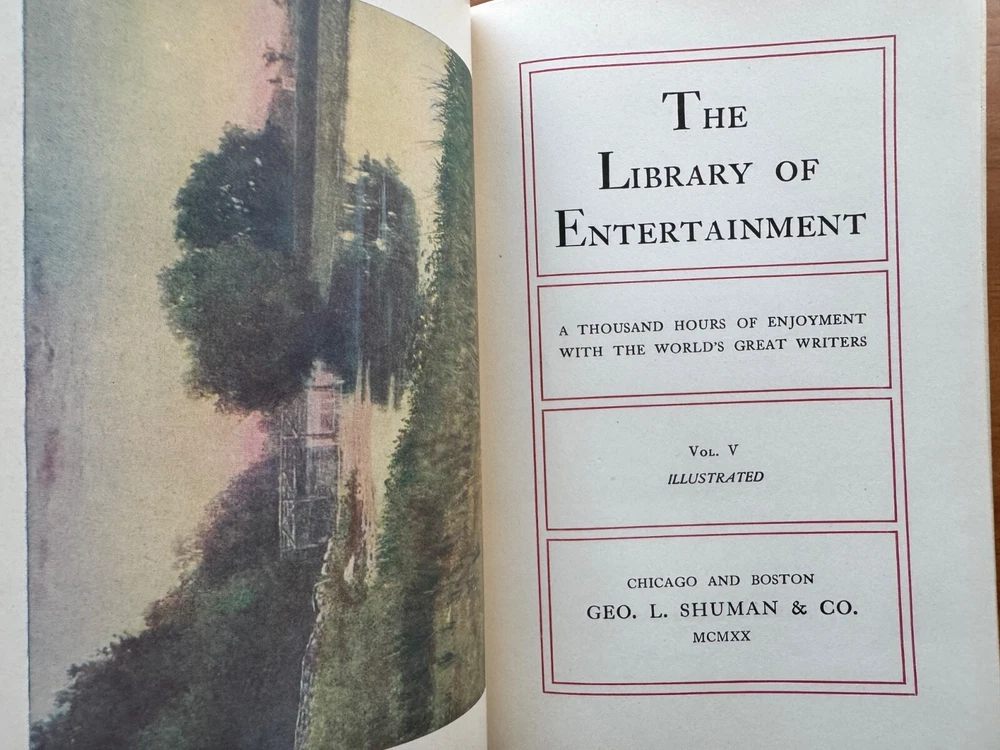 THE
LIBRARY OF
ENTERTAINMENT
A THOUSAND HOURS OF ENJOYMENT
WITH THE WORLD'S GREAT WRITERS
VOL. V
ILLUSTRATED
CHICAGO AND BOSTON
GEO. L. SHUMAN & CO.
MCMXX